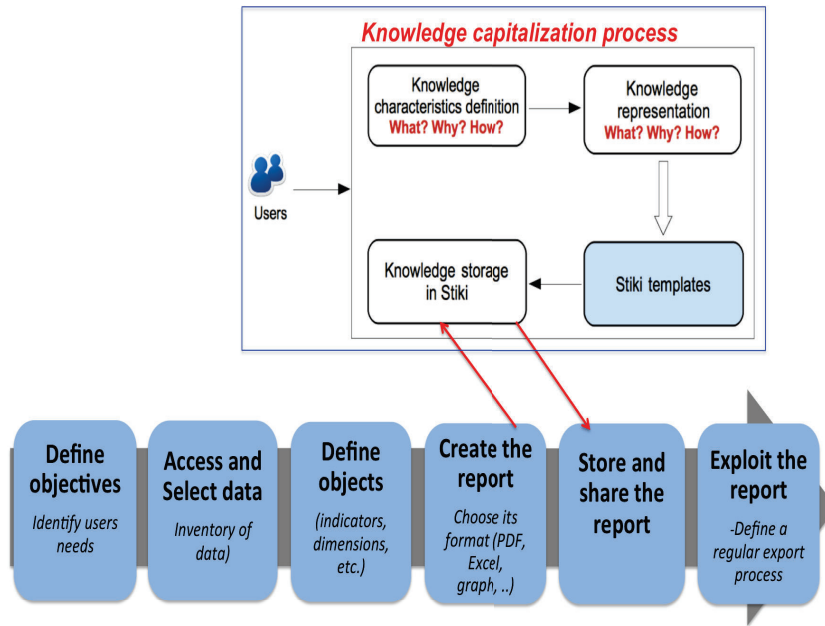 Knowledge capitalization process
Knowledge
characteristics definition
What? Why? How?
Knowledge
representation
What? Why? How?
Users
Knowledge storage
in Stiki
Stiki templates
Define
objectives
Identify users
needs
Access and
Select data
Inventory of
data)
Define
objects
(indicators,
dimensions,
etc.)
Create the
report
Choose its
format (PDF,
Excel,
graph, ..)
Store and
share the
report
Exploit the
report
-Define a
regular export
process